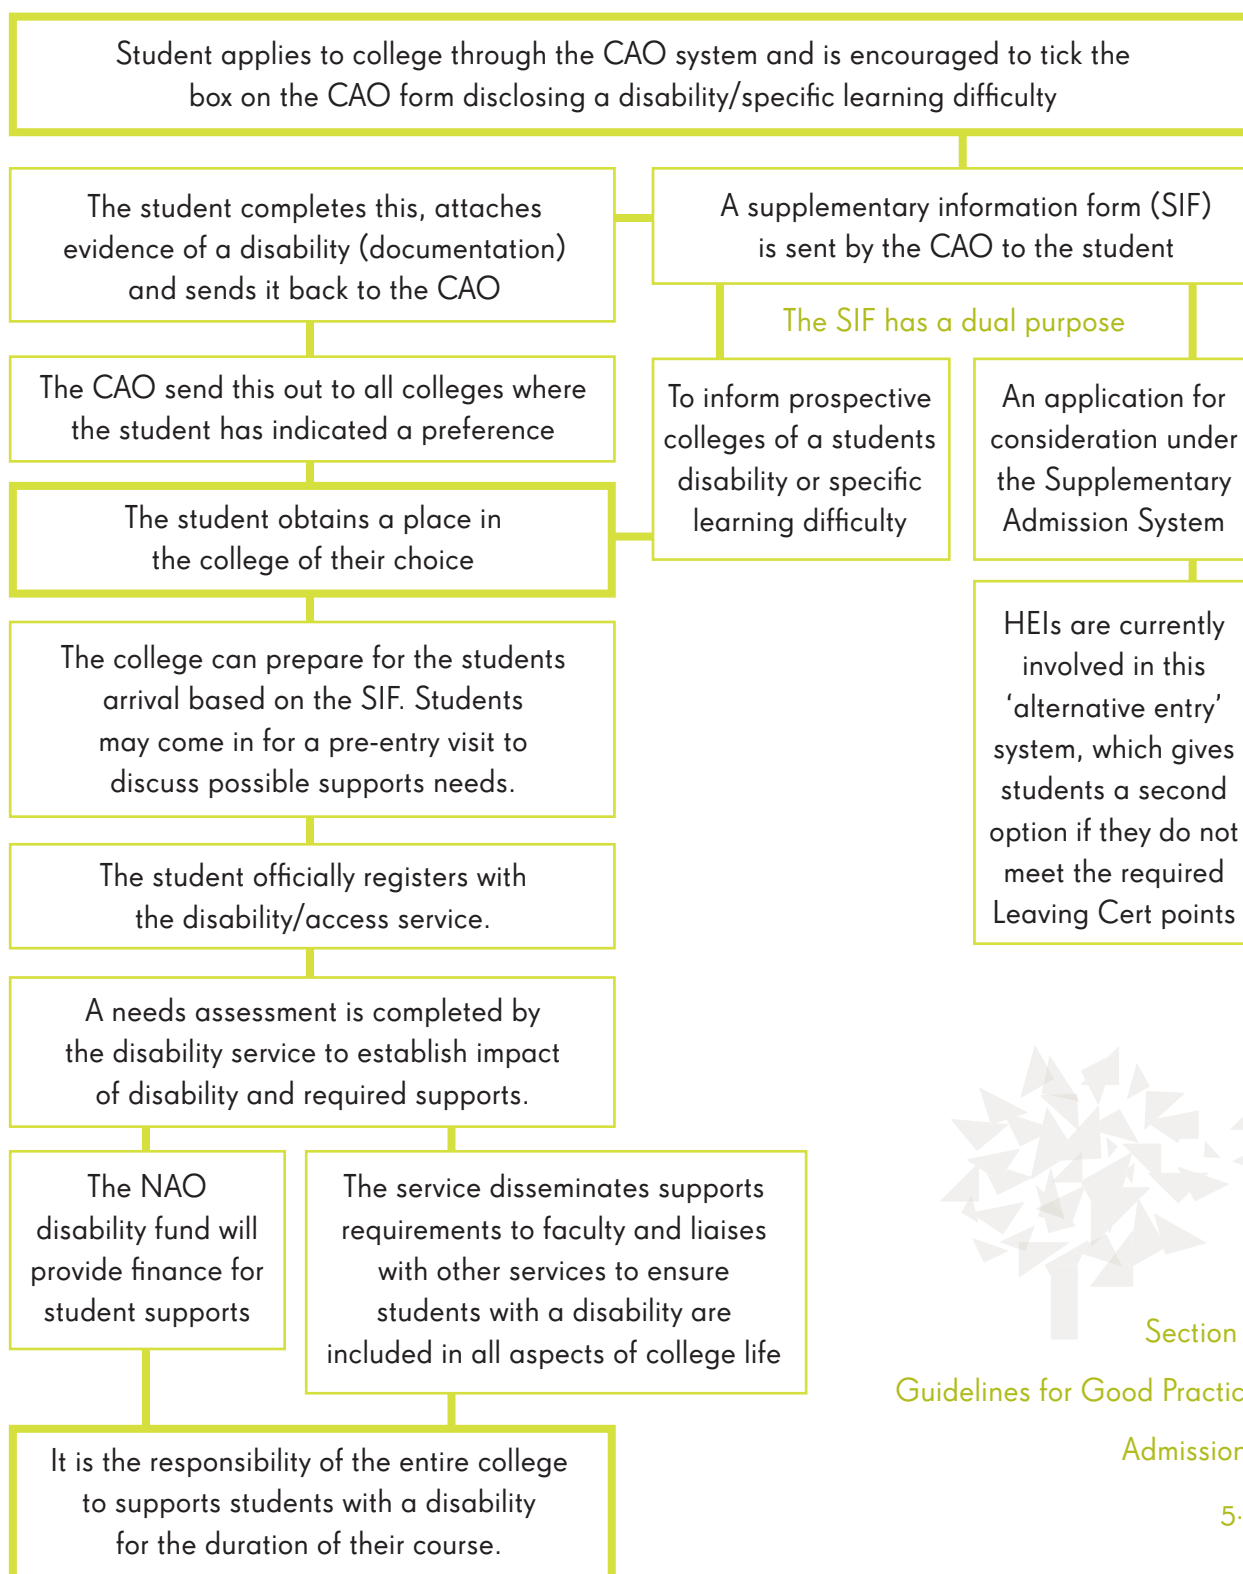 Student applies to college through the CAO system and is encouraged to tick the
box on the CAO form disclosing a disability/specific learning difficulty
The student completes this, attaches
evidence of a disability (documentation)
and sends it back to the CAO
A supplementary information form (SIF)
is sent by the CAO to the student
The SIF has a dual purpose
The CAO send this out to all colleges where
the student has indicated a preference
To inform prospective
colleges of a students
disability or specific
learning difficulty
An application for
consideration under
the Supplementary
Admission System
The student obtains a place in
the college of their choice
HEIs are currently
involved in this
‘alternative entry’
system, which gives
students a second
option if they do not
meet the required
Leaving Cert points
The college can prepare for the students
arrival based on the SIF. Students
may come in for a pre-entry visit to
discuss possible supports needs.
The student officially registers with
the disability/access service.
A needs assessment is completed by
the disability service to establish impact
of disability and required supports.
The NAO
disability fund will
provide finance for
student supports
The service disseminates supports
requirements to faculty and liaises
with other services to ensure
students with a disability are
included in all aspects of college life
It is the responsibility of the entire college
to supports students with a disability
for the duration of their course.
Section
Guidelines for Good Practic
Admission
5-